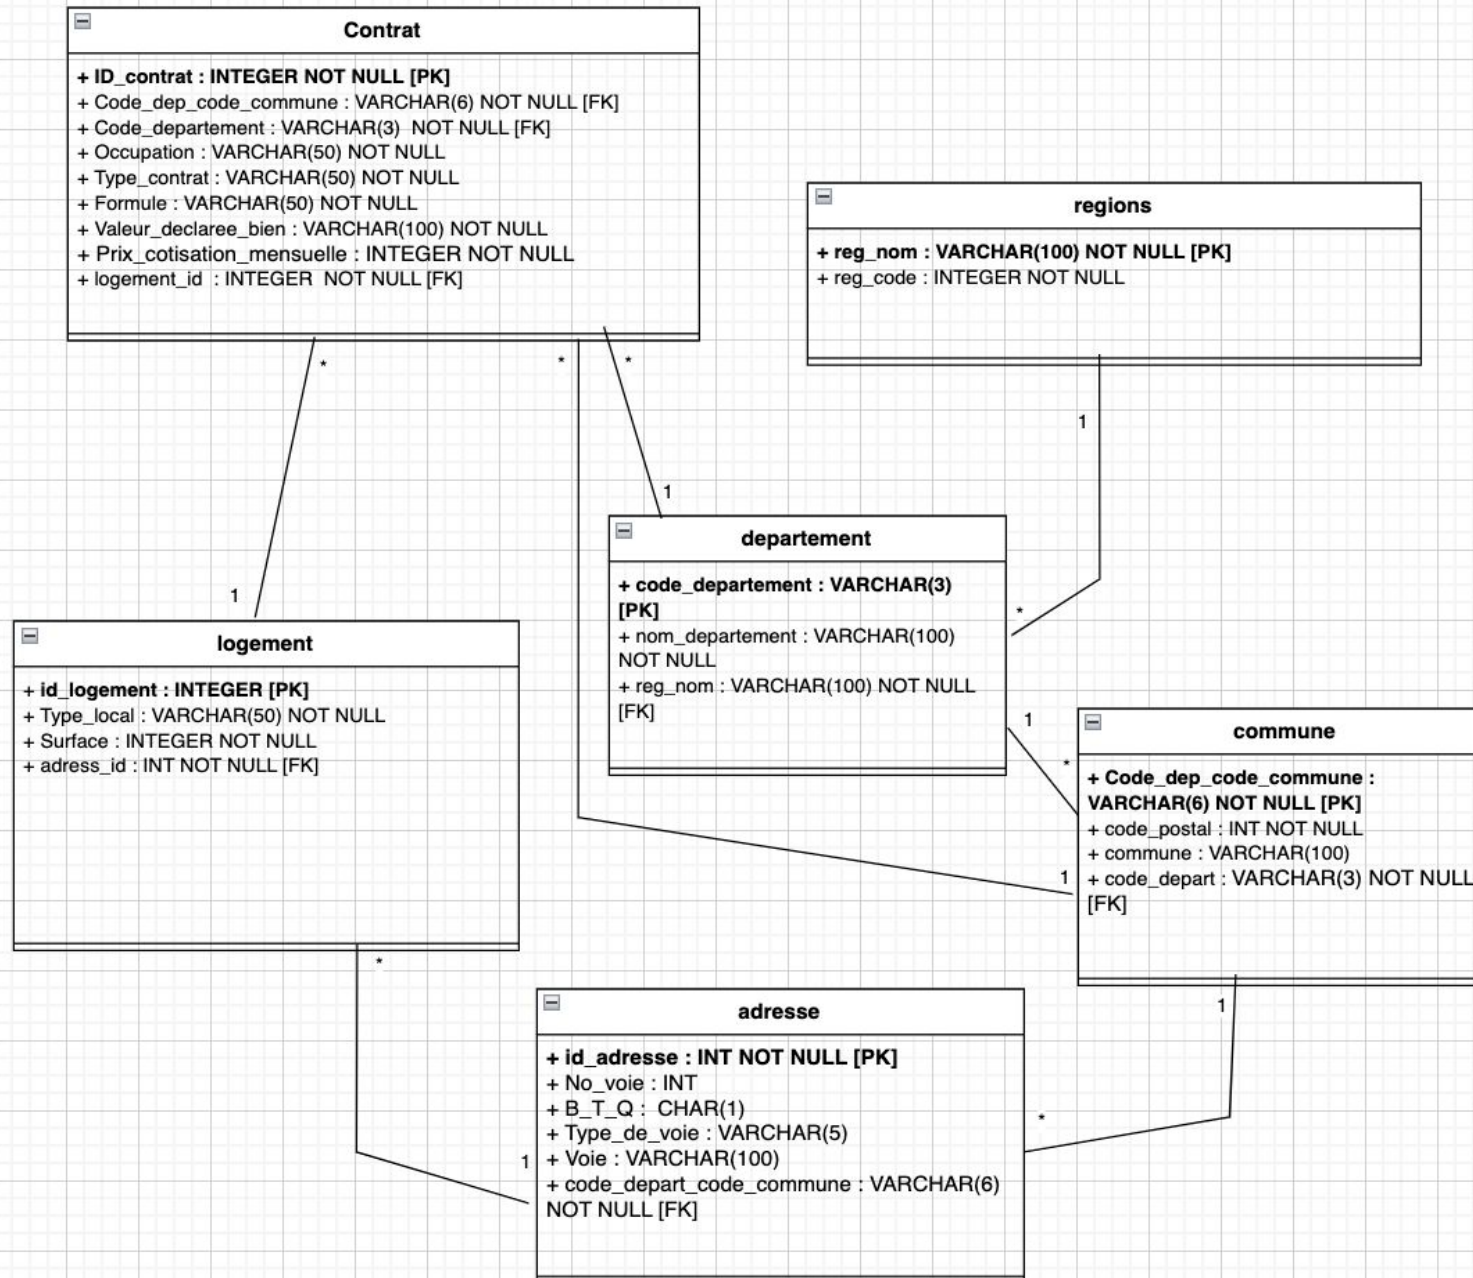 Contrat
+ ID_contrat : INTEGER NOT NULL [PK]
+ Code_dep_code_commune : VARCHAR(6) NOT NULL [FK]
+ Code_departement : VARCHAR(3) NOT NULL [FK]
+ Occupation : VARCHAR(50) NOT NULL
+ Type_contrat : VARCHAR(50) NOT NULL
+ Formule : VARCHAR(50) NOT NULL
+ Valeur_declaree_bien : VARCHAR(100) NOT NULL
+ Prix_cotisation_mensuelle : INTEGER NOT NULL
+ logement_id : INTEGER NOT NULL [FK]
regions
+ reg_nom : VARCHAR(100) NOT NULL [PK]
+ reg_code : INTEGER NOT NULL
*
*
*
1
1
1
*
departement
+ code_departement : VARCHAR(3)
[PK]
+ nom_departement : VARCHAR(100)
NOT NULL
+ reg_nom : VARCHAR(100) NOT NULL
[FK]
logement
+ id_logement : INTEGER [PK]
+ Type_local : VARCHAR(50) NOT NULL
+ Surface : INTEGER NOT NULL
+ adress_id : INT NOT NULL [FK]
1
*
1
commune
+ Code_dep_code_commune :
VARCHAR(6) NOT NULL [PK]
+ code_postal : INT NOT NULL
+ commune : VARCHAR(100)
+ code_depart : VARCHAR(3) NOT NULL
[FK]
*
1
1
*
adresse
+ id_adresse : INT NOT NULL [PK]
+ No_voie : INT
+ B_T_Q : CHAR(1)
+ Type_de_voie : VARCHAR(5)
+ Voie : VARCHAR(100)
+ code_depart_code_commune : VARCHAR(6)
NOT NULL [FK]